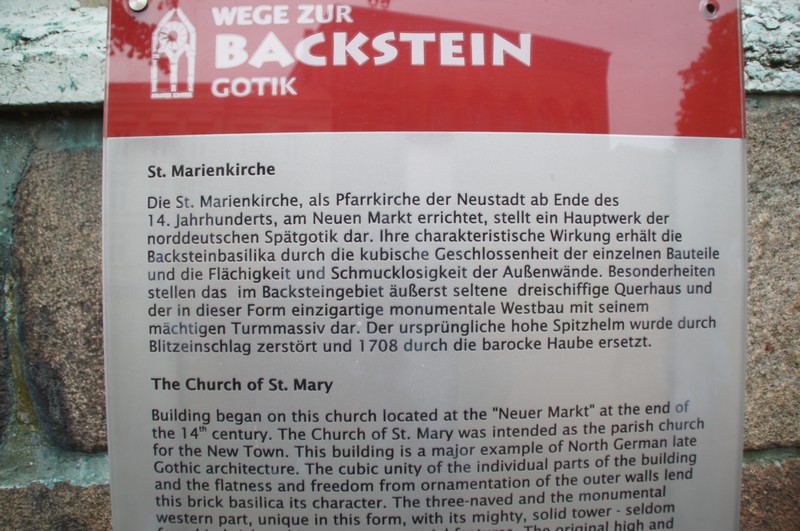 WEGE ZUR
BACKSTEIN
GOTIK
St. Marienkirche
Die St. Marienkirche, als Pfarrkirche der Neustadt ab Ende des
14. Jahrhunderts, am Neuen Markt errichtet, stellt ein Hauptwerk der
norddeutschen Spätgotik dar. Ihre charakteristische Wirkung erhält die
Backsteinbasilika durch die kubische Geschlossenheit der einzelnen Bauteile
und die Flächigkeit und Schmucklosigkeit der Außenwände. Besonderheiten
stellen das im Backsteingebiet äußerst seltene dreischiffige Querhaus und
der in dieser Form einzigartige monumentale Westbau mit seinem
mächtigen Turmmassiv dar. Der ursprüngliche hohe Spitzhelm wurde durch
Blitzeinschlag zerstört und 1708 durch die barocke Haube ersetzt.
The Church of St. Mary
Building began on this church located at the "Neuer Markt" at the end of
the 14th century. The Church of St. Mary was intended as the parish church
for the New Town. This building is a major example of North German late
Gothic architecture. The cubic unity of the individual parts of the building
and the flatness and freedom from ornamentation of the outer walls lend
this brick basilica its character. The three-naved and the monumental
western part, unique in this form, with its mighty, solid tower - seldom
The original high and